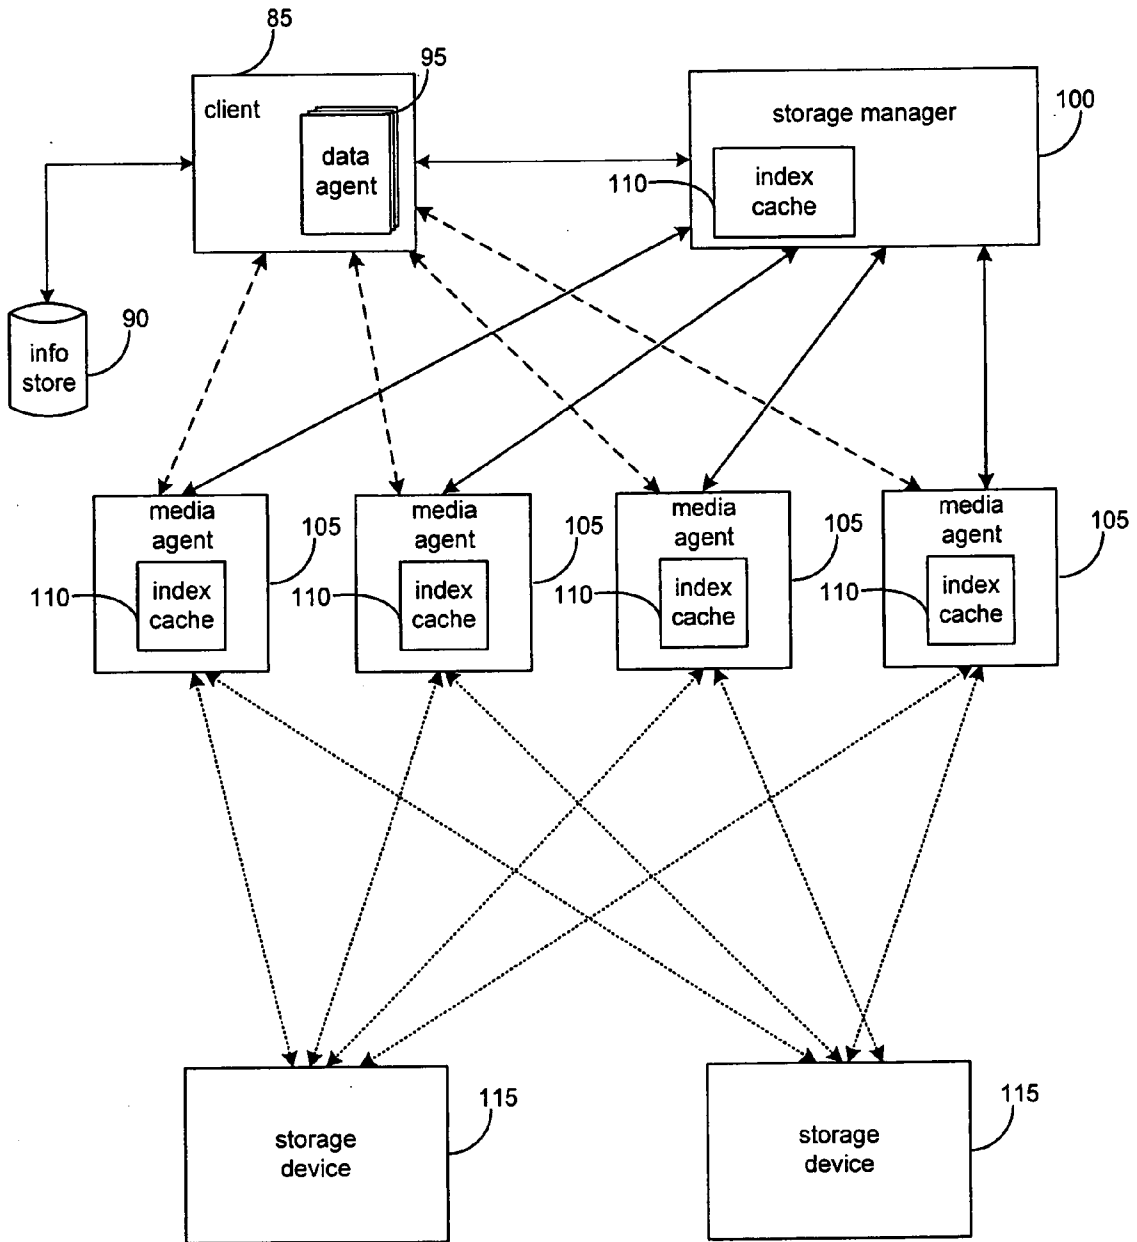 85
95
client
data
agent
storage manager
100
110
index
cache
90
info
store
media
agent
105
110
index
cache
media
agent
105
110
index
cache
media
agent
105
110
index
cache
media
agent
105
110
index
cache
storage
device
115
storage
device
115